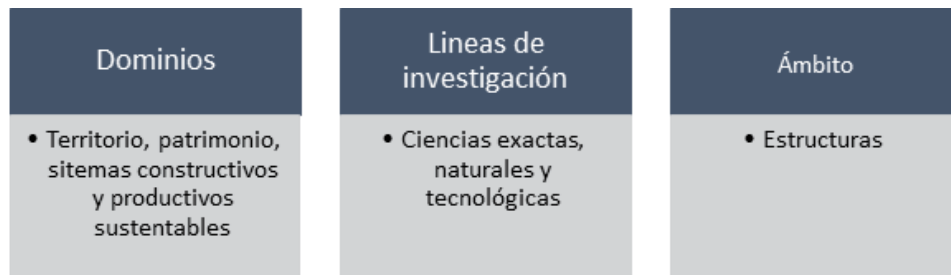 Dominios
• Territorio, patrimonio,
sitemas constructivos
y productivos
sustentables
Lineas de
investigación
• Ciencias exactas,
naturales y
tecnológicas
Ámbito
• Estructuras